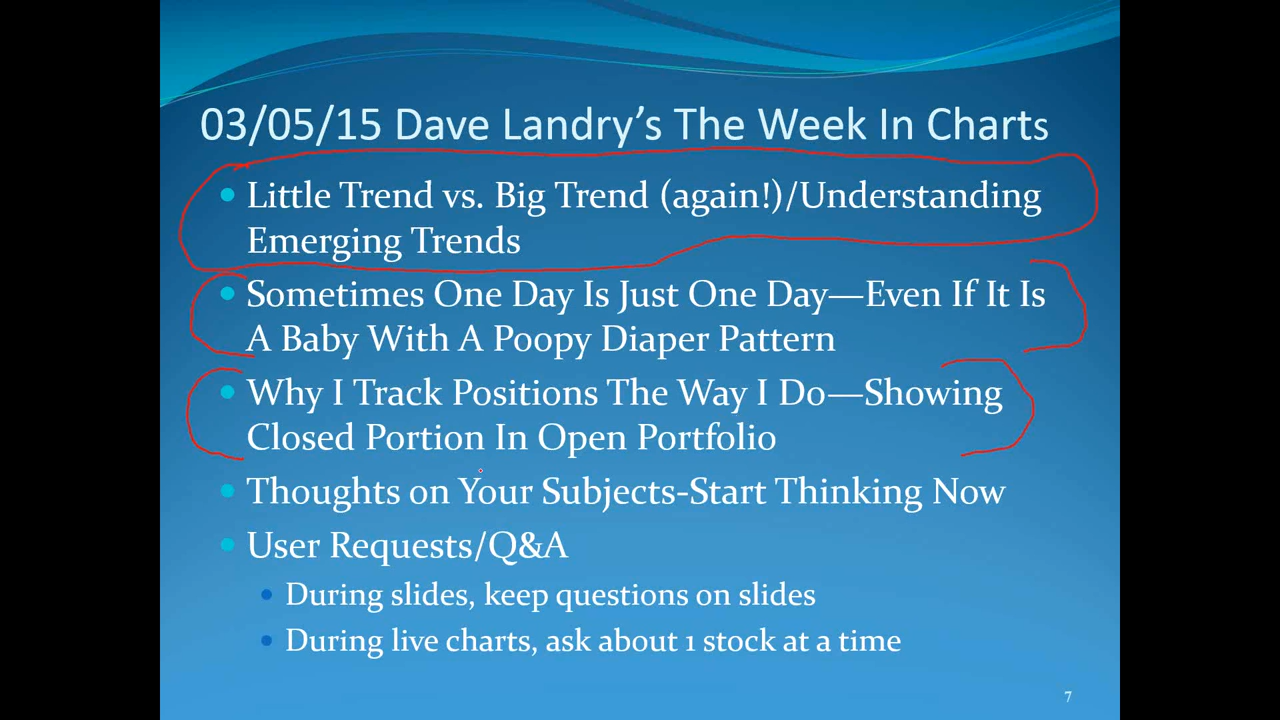 03/05/15 Dave Landry’s The Week In Charts
Little Trend vs. Big Trend (again!)/Understanding
Emerging Trends
Sometimes One Day Is Just One Day—Even If It Is
A Baby With A Poopy Diaper Pattern
Why I Track Positions The Way I Do—Showing
Closed Portion In Open Portfolio
Thoughts on Your Subjects-Start Thinking Now
User Requests/Q&A
During slides, keep questions on slides
During live charts, ask about 1 stock at a time
7